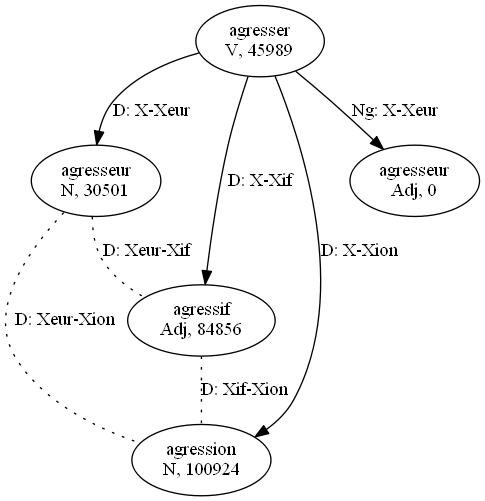 agresser
V, 45989
D: X-Xeur
Ng: X-Xeur
agresseur
N, 30501
D: X-Xif
agresseur
Adj, 0
D: Xeur-Xif
D: X-Xion
agressif
Adj, 84856
D: Xeur-Xion
D: Xif-Xion
agression
N, 100924